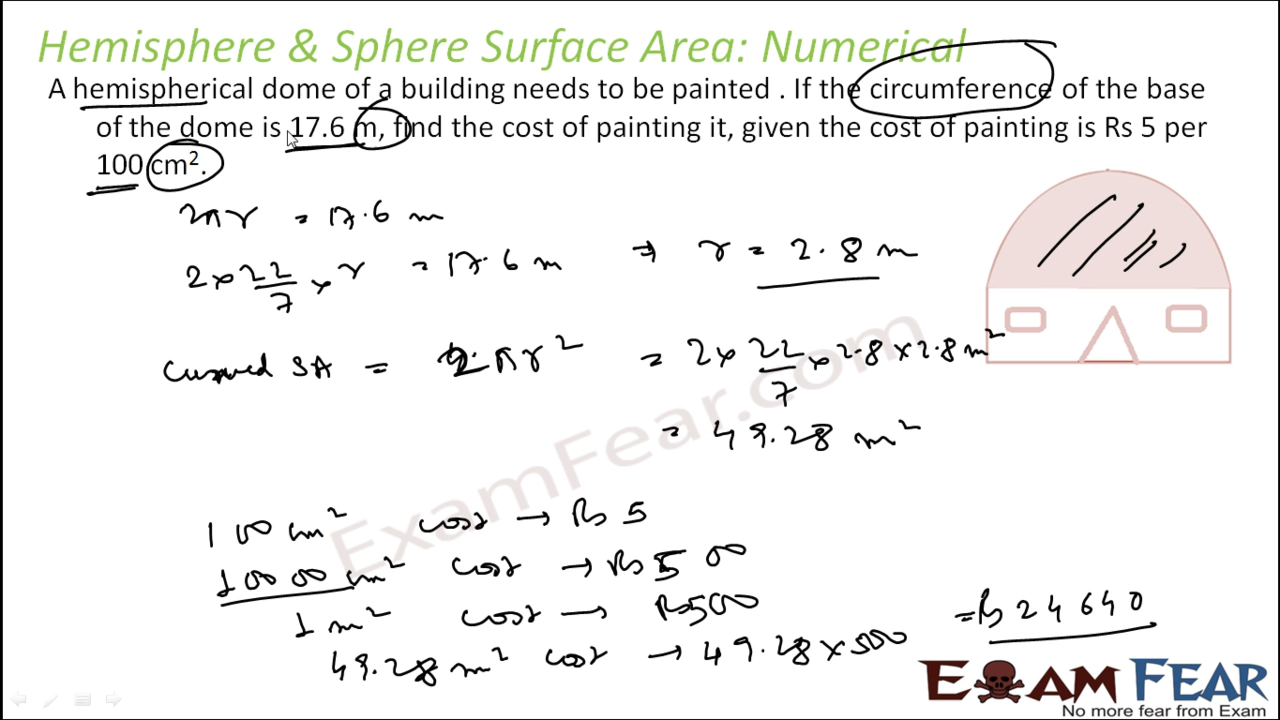 Hemisphere & Sphere Surface Area: Numerical
A hemispherical dome of a building needs to be painted . If the circumference of the base
of the dome is 17.6 m, find the cost of painting it, given the cost of painting is Rs 5 per
100 cm².
2πr = 17.6 m
2 × 22/7 × r = 17.6 m ⇒ r = 2.8 m
Curved SA = 2πr² = 2 × 22/7 × 2.8 × 2.8 m²
= 49.28 m²
100 cm² cost → Rs 5
10000 cm² cost → Rs 500
1 m² cost → Rs 500
49.28 m² cost → 49.28 × 500 = Rs 24640
ExamFear.com
EXAM FEAR
No more fear from Exam